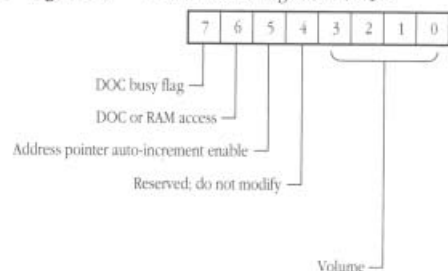 7 6 5 4 3 2 1 0
DOC busy flag
DOC or RAM access
Address pointer auto-increment enable
Reserved; do not modify
Volume